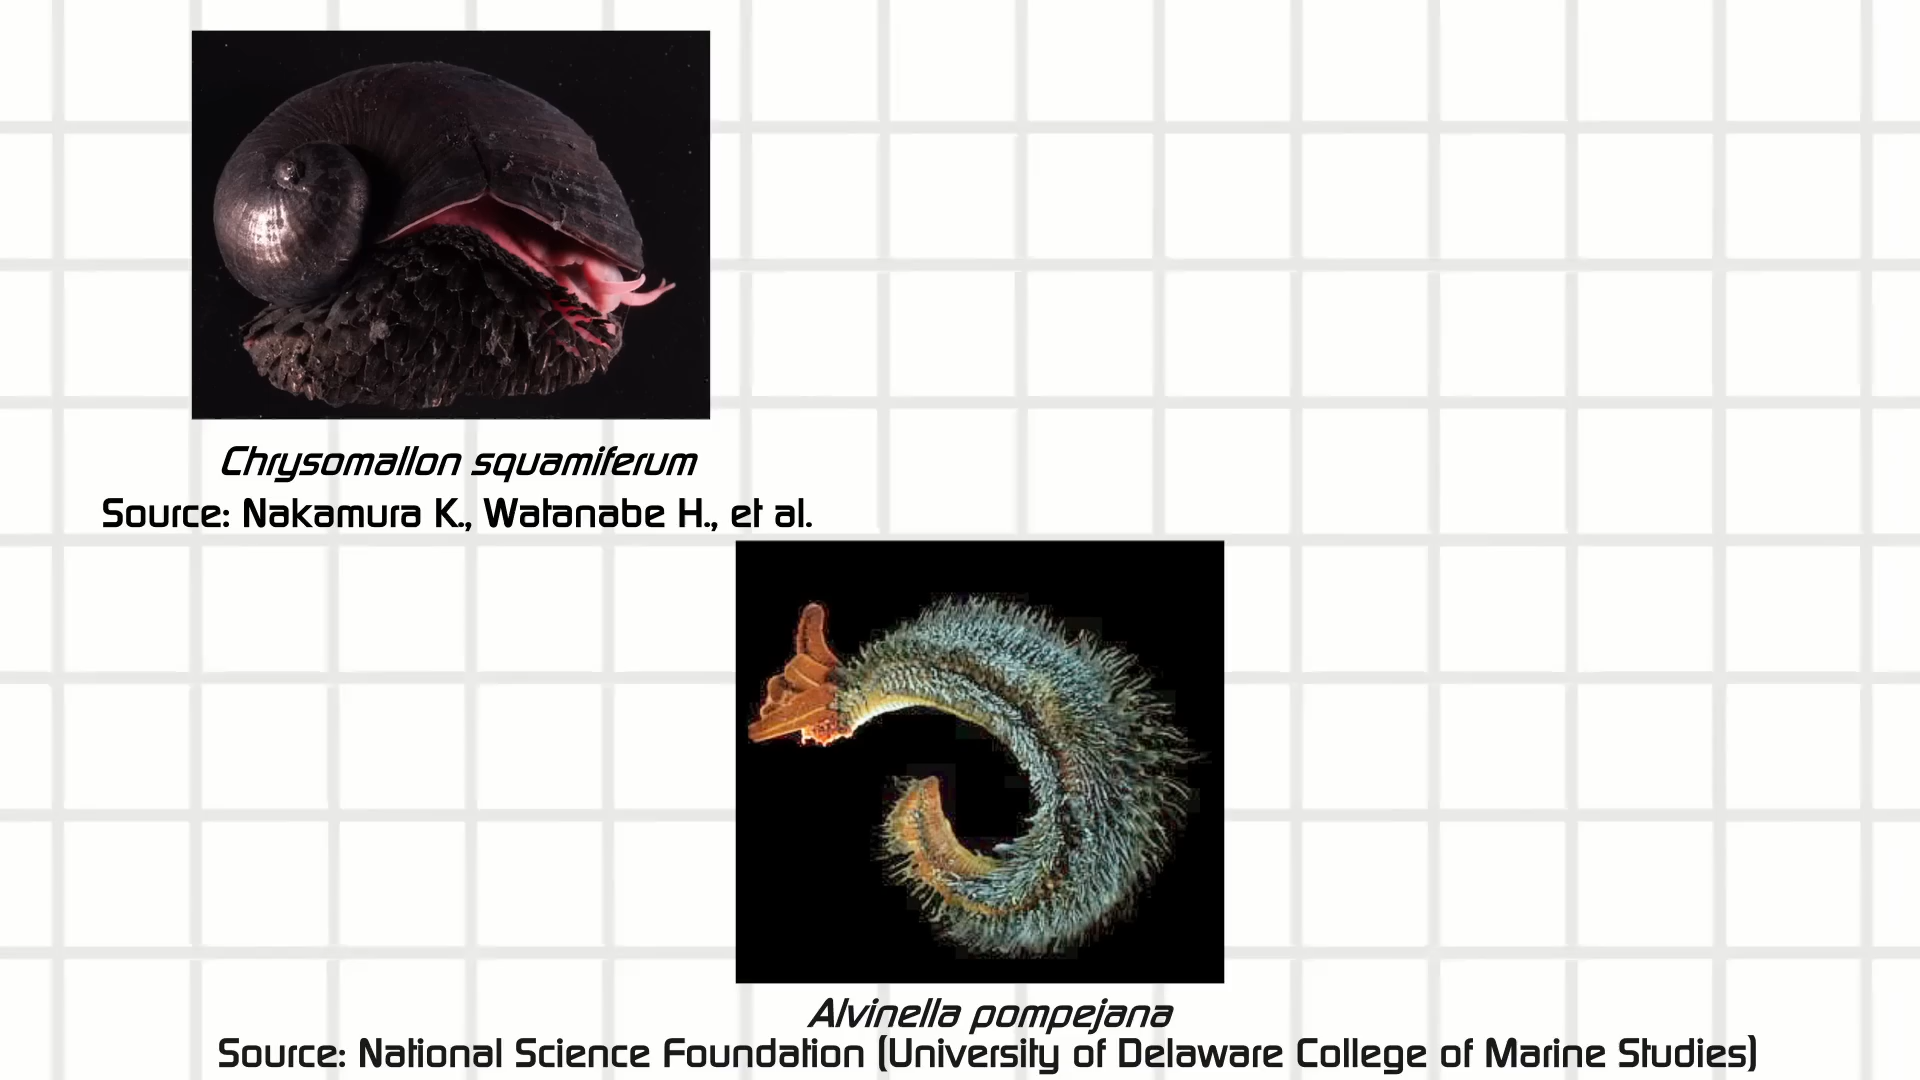 Chrysomallon squamiferum
Source: Nakamura K., Watanabe H., et al.
Alvinella pompejana
Source: National Science Foundation (University of Delaware College of Marine Studies)